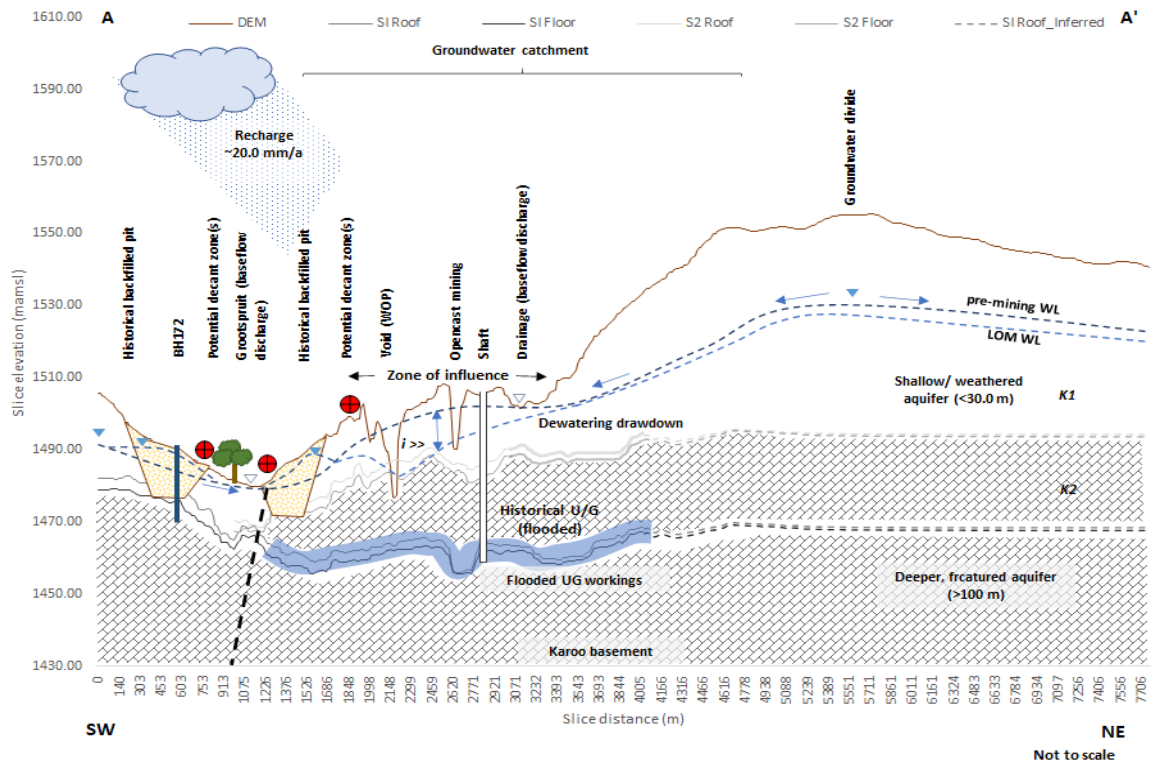 A
A'
DEM
SI Roof
SI Floor
S2 Roof
S2 Floor
SI Roof_Inferred
Groundwater catchment
Recharge
~20.0 mm/a
Groundwater divide
Historical backfilled pit
BH172
Potential decant zone(s)
Grootspruit (baseflow/
discharge)
Historical backfilled pit
Potential decant zone(s)
Void (WOP)
Opencast mining
Shaft
Drainage (baseflow/discharge)
pre-mining WL
LOM WL
Zone of influence
Shallow/ weathered
aquifer (<30.0 m)
K1
Dewatering drawdown
i >>
K2
Historical U/G
(flooded)
Flooded UG workings
Deeper, frcatured aquifer
(>100 m)
Karoo basement
Slice elevation (mamsl)
1610.00
1590.00
1570.00
1550.00
1530.00
1510.00
1490.00
1470.00
1450.00
1430.00
0 140 303 453 603 753 913 1075 1226 1376 1526 1698 1848 1998 2148 2299 2459 2620 2771 2921 3071 3232 3393 3543 3693 3844 4005 4166 4316 4466 4616 4778 4938 5088 5239 5389 5551 5711 5861 6011 6161 6324 6483 6633 6784 6934 7097 7256 7406 7556 7706
Slice distance (m)
SW
NE
Not to scale